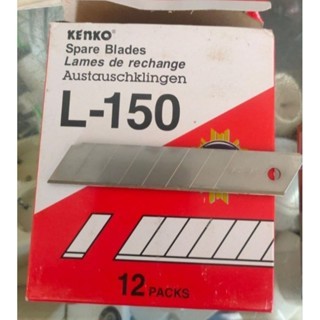 KENKO®
Spare Blades
Lames de rechange
Austauschklingen
L-150
12 PACKS